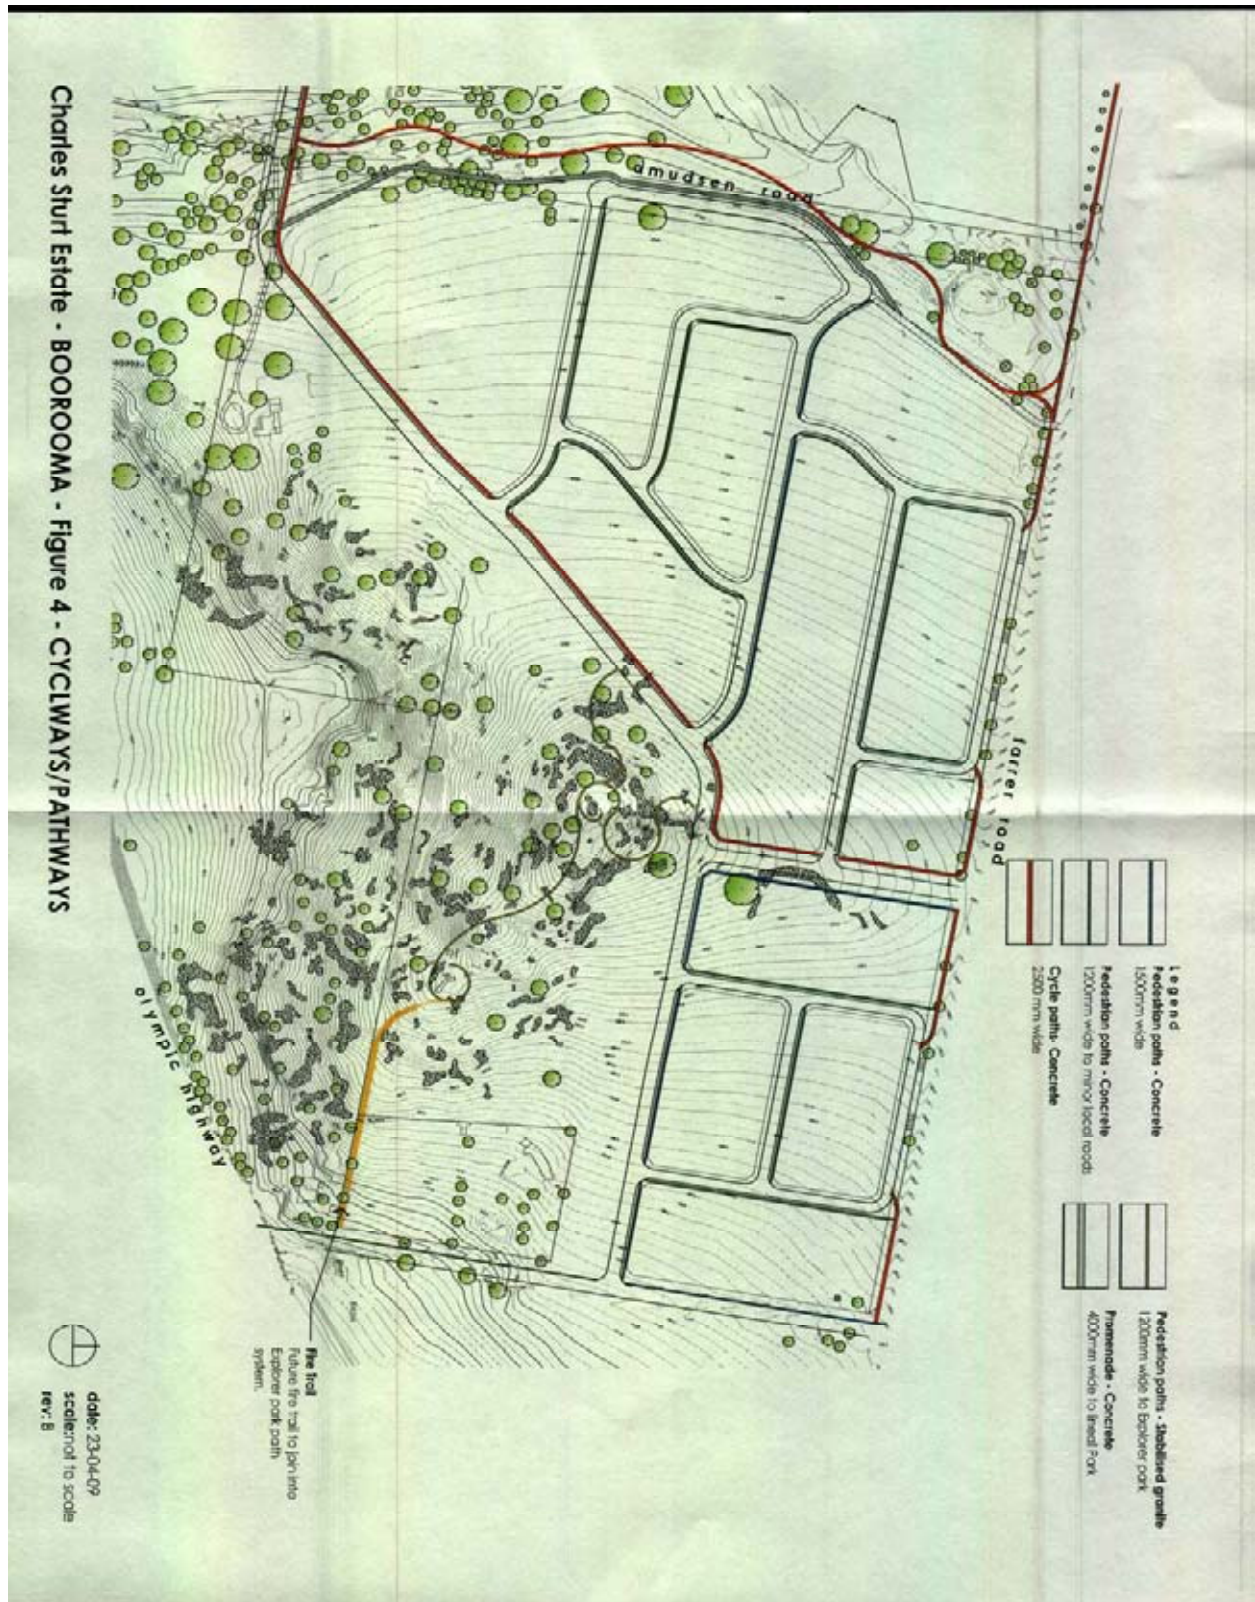 Charles Sturt Estate - BOOROOMA - Figure 4 - CYCLWAYS/PATHWAYS
amudsen road
farrer road
olympic highway
Legend
Pedestrian paths - Concrete
1500mm wide
Pedestrian paths - Concrete
1200mm wide to minor local roads
Cycle paths- Concrete
2500 mm wide
Pedestrian paths - Stabilised granite
1200mm wide to Explorer park
Promenade - Concrete
4000mm wide to lineal Park
Fire Trail
Future fire trail to join into
Explorer park path
system.
date: 23-04-09
scale:not to scale
rev: B